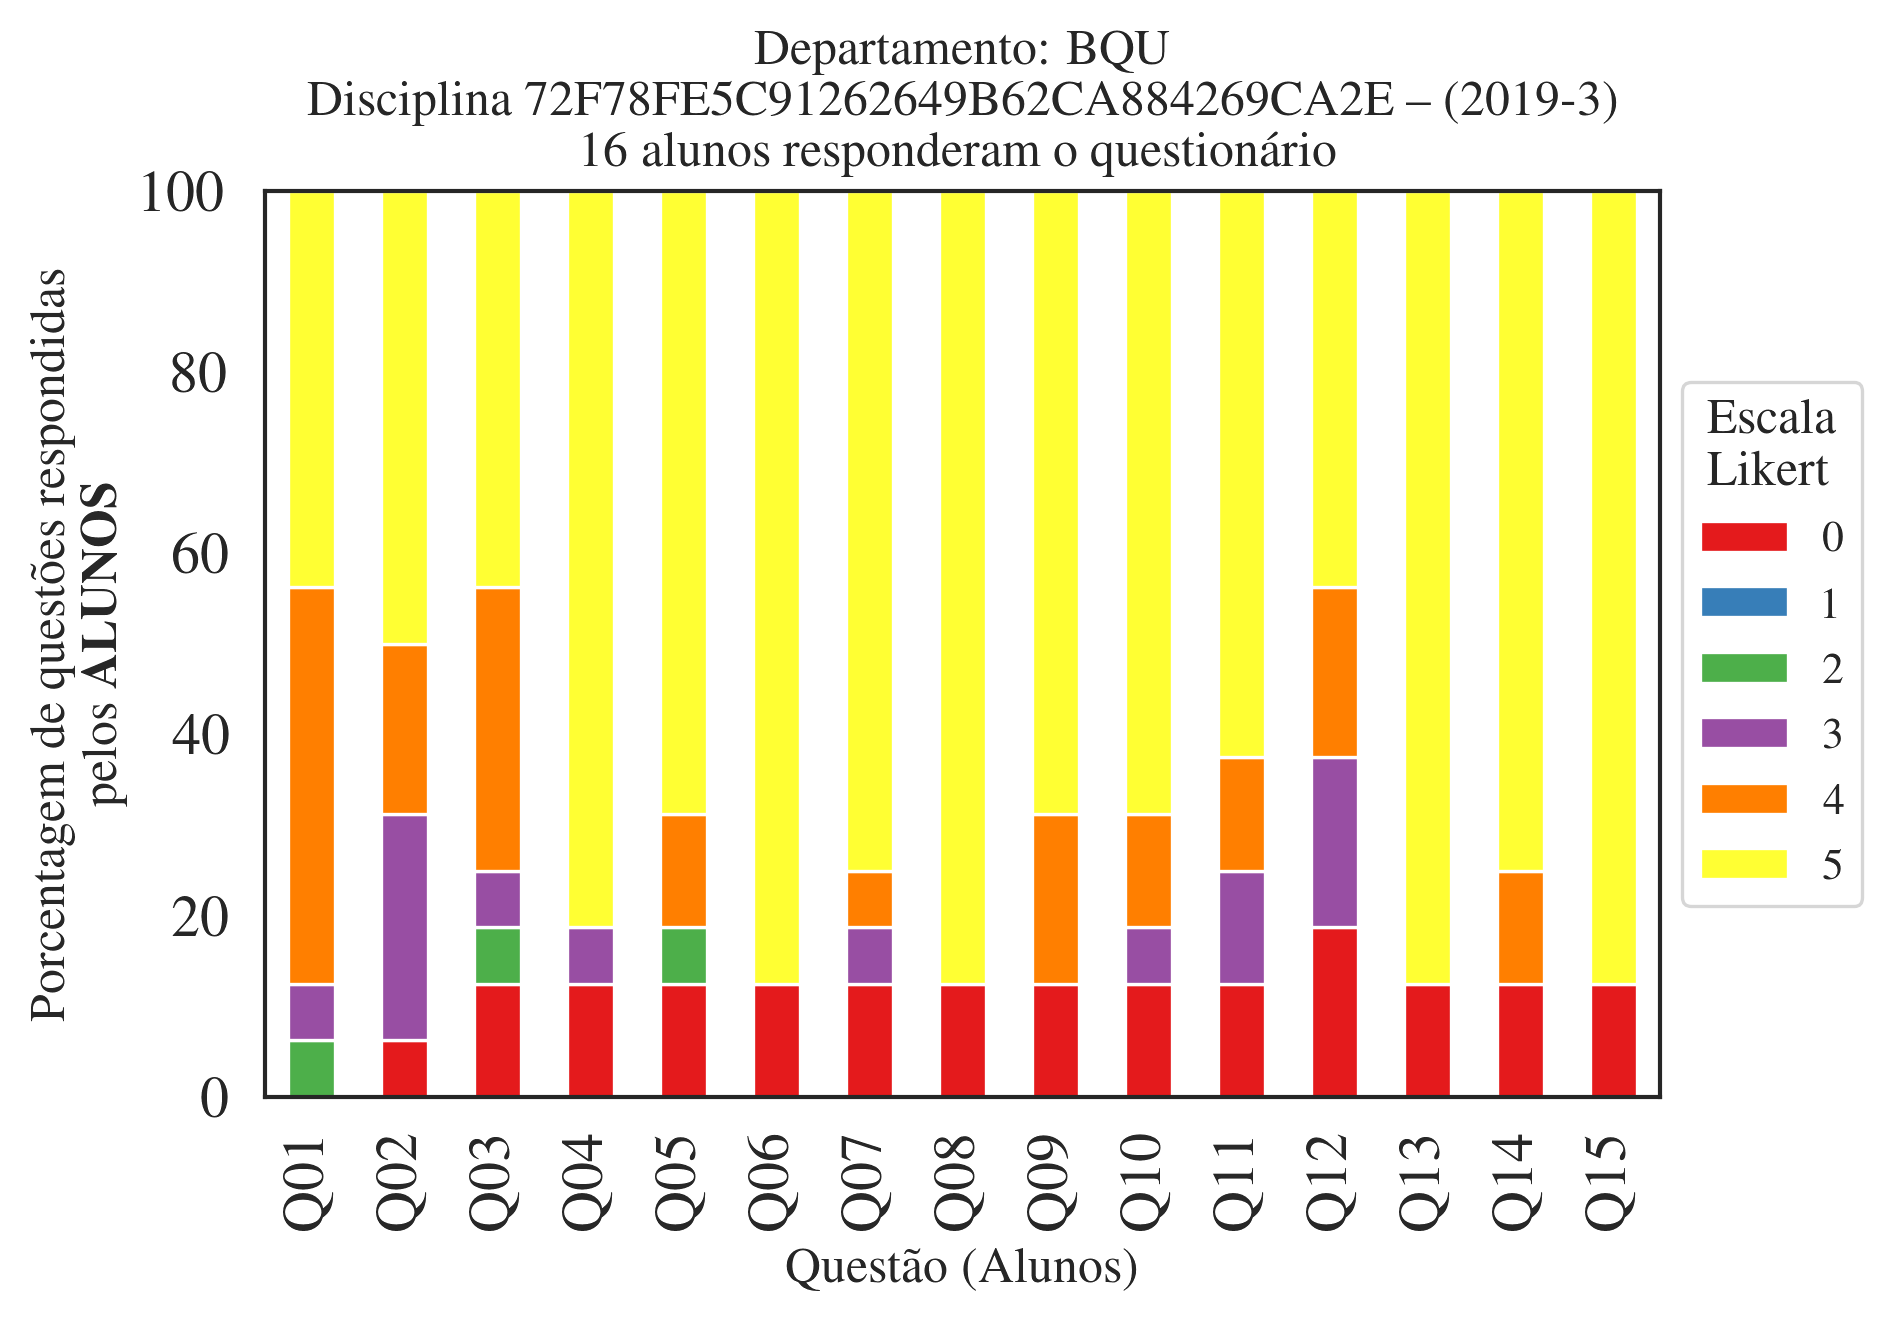 Departamento: BQU
Disciplina 72F78FE5C91262649B62CA884269CA2E – (2019-3)
16 alunos responderam o questionário
Porcentagem de questões respondidas
pelos ALUNOS
100
80
60
40
20
0
Q01
Q02
Q03
Q04
Q05
Q06
Q07
Q08
Q09
Q10
Q11
Q12
Q13
Q14
Q15
Questão (Alunos)
Escala
Likert
0
1
2
3
4
5